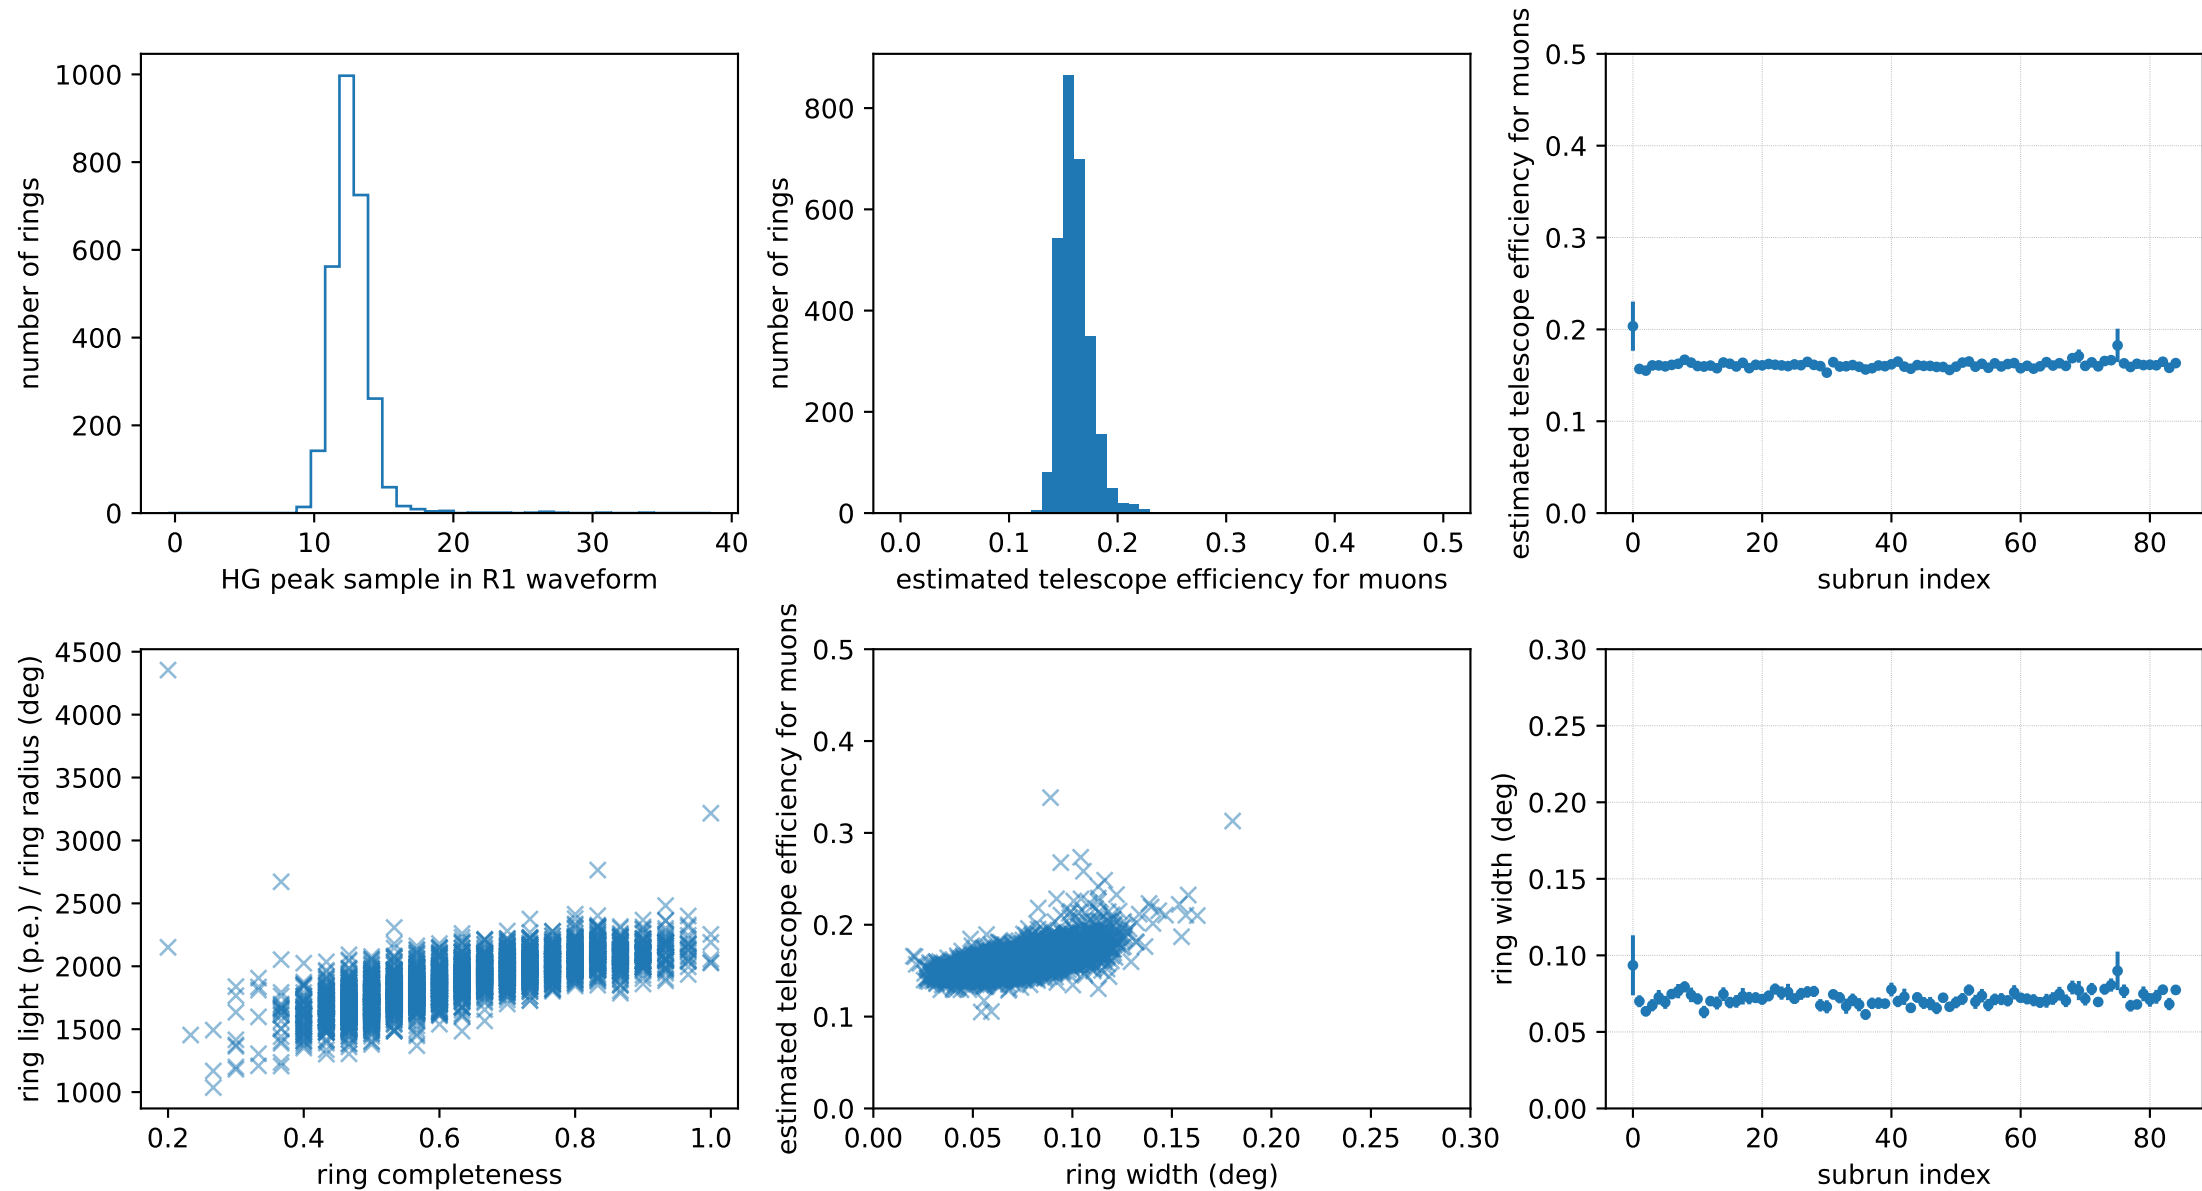 number of rings
1000
800
600
400
200
0
0 10 20 30 40
HG peak sample in R1 waveform
number of rings
800
600
400
200
0
0.0 0.1 0.2 0.3 0.4 0.5
estimated telescope efficiency for muons
estimated telescope efficiency for muons
0.5
0.4
0.3
0.2
0.1
0.0
0 20 40 60 80
subrun index
ring light (p.e.) / ring radius (deg)
4500
4000
3500
3000
2500
2000
1500
1000
0.2 0.4 0.6 0.8 1.0
ring completeness
estimated telescope efficiency for muons
0.5
0.4
0.3
0.2
0.1
0.0
0.00 0.05 0.10 0.15 0.20 0.25 0.30
ring width (deg)
ring width (deg)
0.30
0.25
0.20
0.15
0.10
0.05
0.00
0 20 40 60 80
subrun index